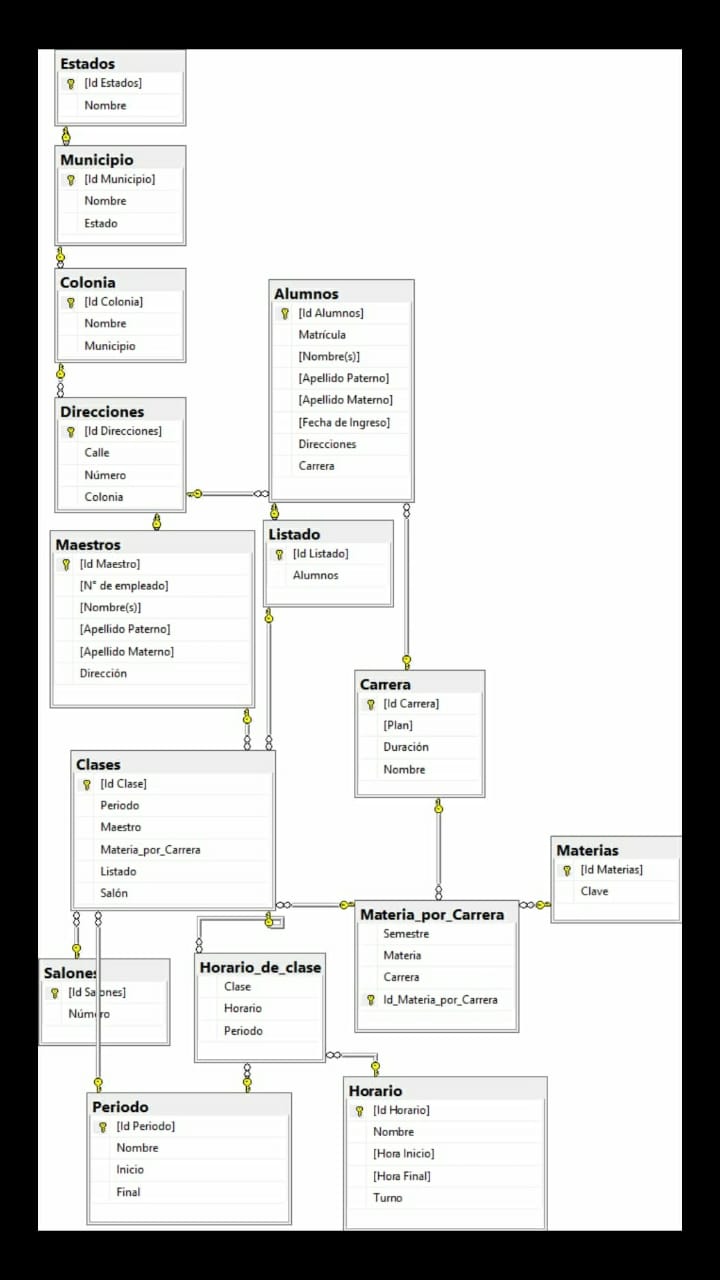 Estados
[Id Estados]
Nombre
Municipio
[Id Municipio]
Nombre
Estado
Colonia
[Id Colonia]
Nombre
Municipio
Direcciones
[Id Direcciones]
Calle
Número
Colonia
Alumnos
[Id Alumnos]
Matrícula
[Nombre(s)]
[Apellido Paterno]
[Apellido Materno]
[Fecha de Ingreso]
Direcciones
Carrera
Maestros
[Id Maestro]
[N° de empleado]
[Nombre(s)]
[Apellido Paterno]
[Apellido Materno]
Dirección
Listado
[Id Listado]
Alumnos
Carrera
[Id Carrera]
[Plan]
Duración
Nombre
Clases
[Id Clase]
Periodo
Maestro
Materia_por_Carrera
Listado
Salón
Materias
[Id Materias]
Clave
Materia_por_Carrera
Semestre
Materia
Carrera
Id_Materia_por_Carrera
Salones
[Id Salones]
Número
Horario_de_clase
Clase
Horario
Periodo
Periodo
[Id Periodo]
Nombre
Inicio
Final
Horario
[Id Horario]
Nombre
[Hora Inicio]
[Hora Final]
Turno